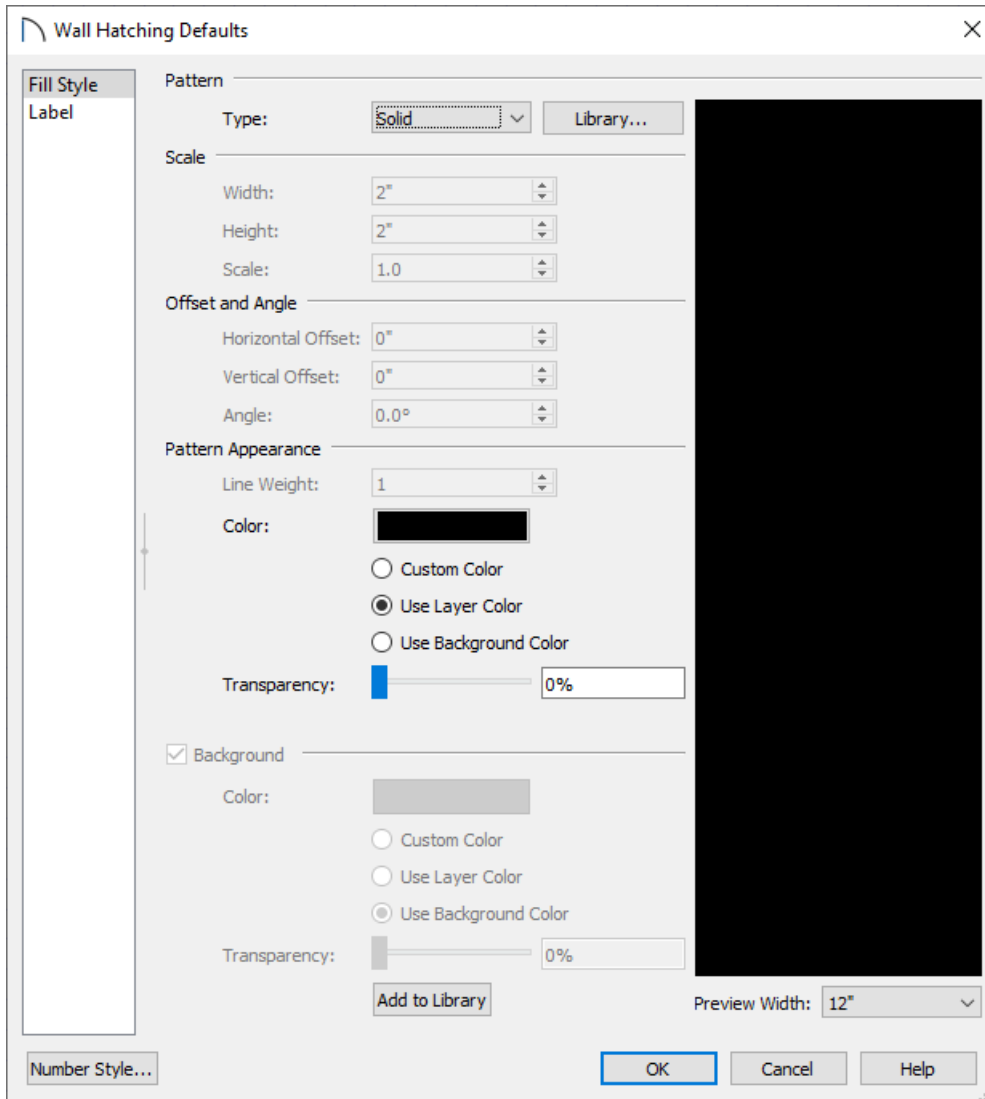 Wall Hatching Defaults
Fill Style
Label
Pattern
Type: Solid Library...
Scale
Width: 2"
Height: 2"
Scale: 1.0
Offset and Angle
Horizontal Offset: 0"
Vertical Offset: 0"
Angle: 0.0°
Pattern Appearance
Line Weight: 1
Color:
Custom Color
Use Layer Color
Use Background Color
Transparency: 0%
Background
Color:
Custom Color
Use Layer Color
Use Background Color
Transparency: 0%
Add to Library
Preview Width: 12"
Number Style... OK Cancel Help